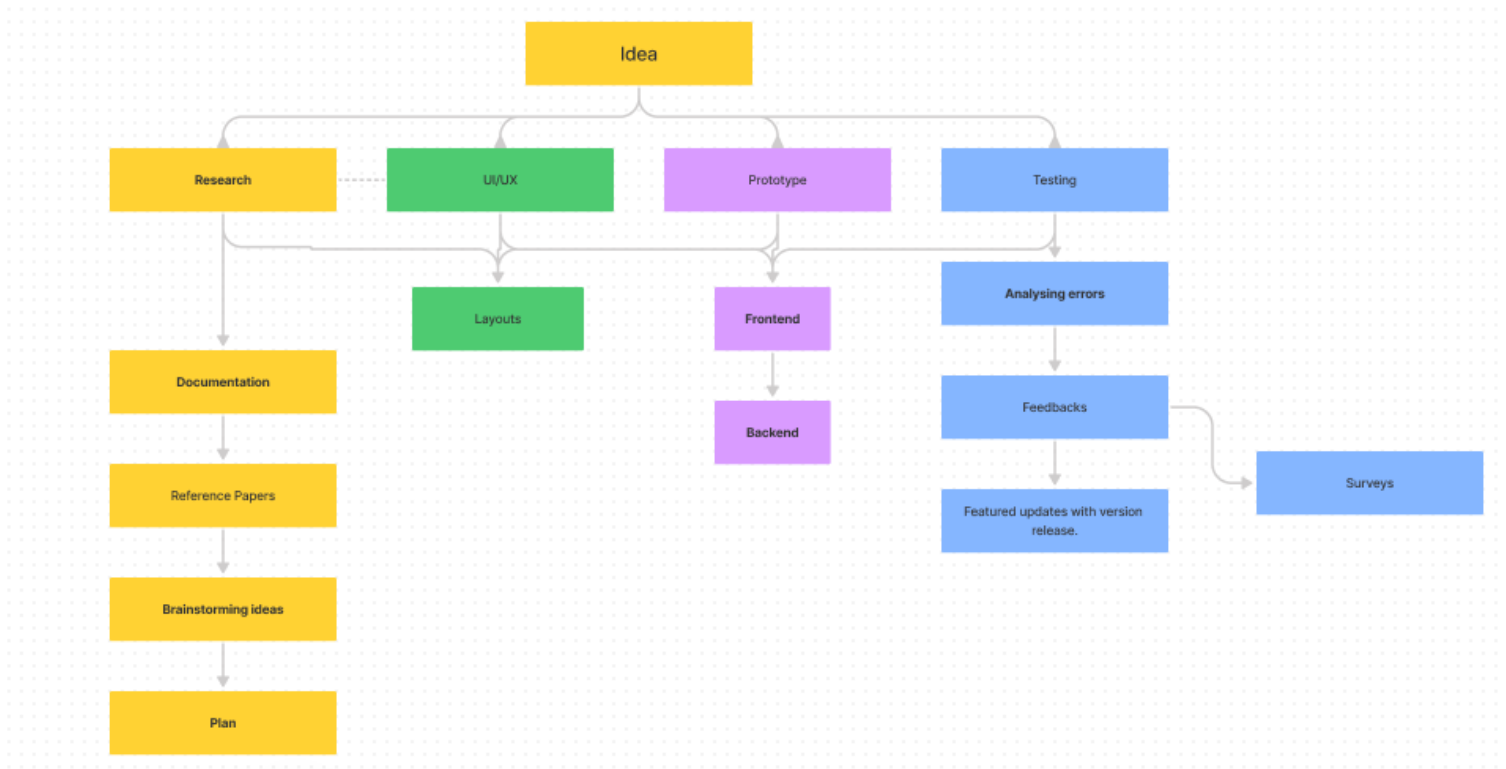 Idea
Research
UI/UX
Prototype
Testing
Analysing errors
Layouts
Frontend
Documentation
Feedbacks
Backend
Surveys
Reference Papers
Featured updates with version
release.
Brainstorming ideas
Plan